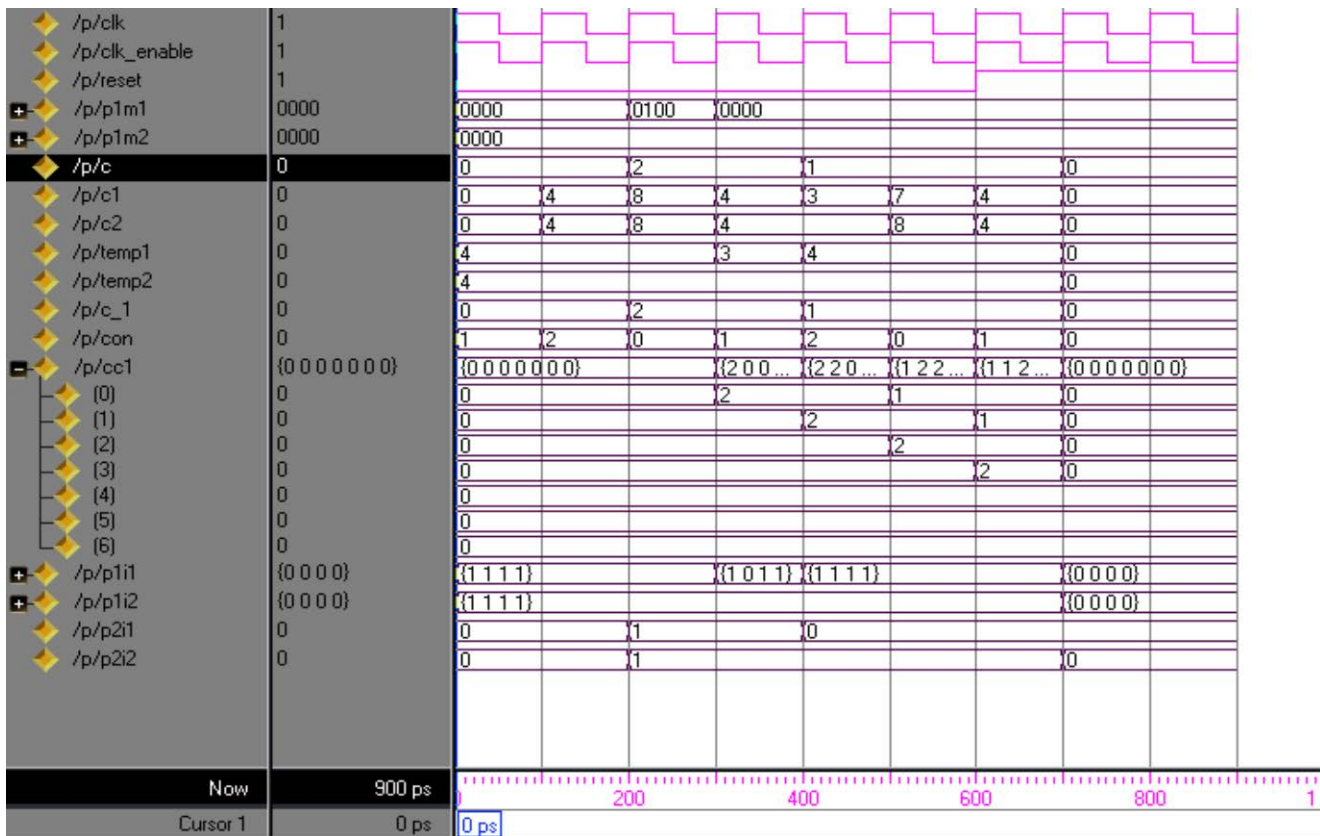 /p/clk 1
/p/clk_enable 1
/p/reset 1
/p/p1m1 0000 0000 0100 0000
/p/p1m2 0000 0000
/p/c 0 0 2 1 0
/p/c1 0 0 4 8 4 3 7 4 0
/p/c2 0 0 4 8 4 8 4 0
/p/temp1 0 4 3 4 0
/p/temp2 0 4 0
/p/c_1 0 0 2 1 0
/p/con 0 1 2 0 1 2 0 1 0
/p/cc1 {0 0 0 0 0 0 0} {0 0 0 0 0 0 0} {2 0 0 ... {2 2 0 ... {1 2 2 ... {1 1 2 ... {0 0 0 0 0 0 0}
(0) 0 0 2 1 0
(1) 0 0 2 1 0
(2) 0 0 2 0
(3) 0 0 2 0
(4) 0 0
(5) 0 0
(6) 0 0
/p/p1i1 {0 0 0 0} {1 1 1 1} {1 0 1 1} {1 1 1 1} {0 0 0 0}
/p/p1i2 {0 0 0 0} {1 1 1 1} {0 0 0 0}
/p/p2i1 0 0 1 0
/p/p2i2 0 0 1 0
Now 900 ps 200 400 600 800 1
Cursor 1 0 ps 0 ps